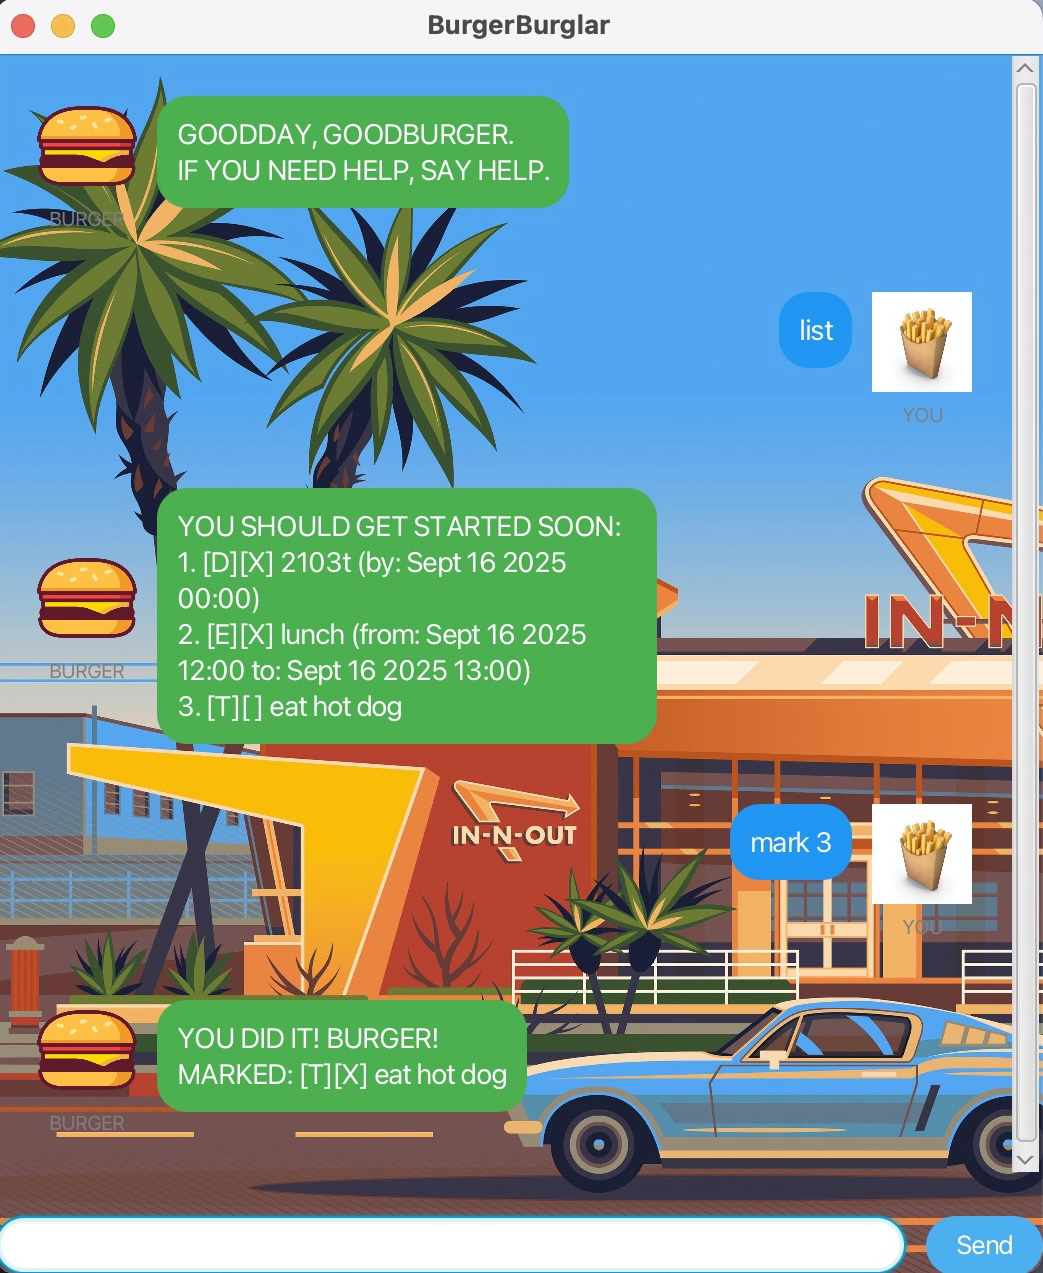 BurgerBurglar
GOODDAY, GOODBURGER.
IF YOU NEED HELP, SAY HELP.
BURGER
list
YOU
YOU SHOULD GET STARTED SOON:
1. [D][X] 2103t (by: Sept 16 2025
00:00)
2. [E][X] lunch (from: Sept 16 2025
12:00 to: Sept 16 2025 13:00)
3. [T][ ] eat hot dog
BURGER
IN-N
IN-N-OUT
mark 3
YOU
YOU DID IT! BURGER!
MARKED: [T][X] eat hot dog
BURGER
Send